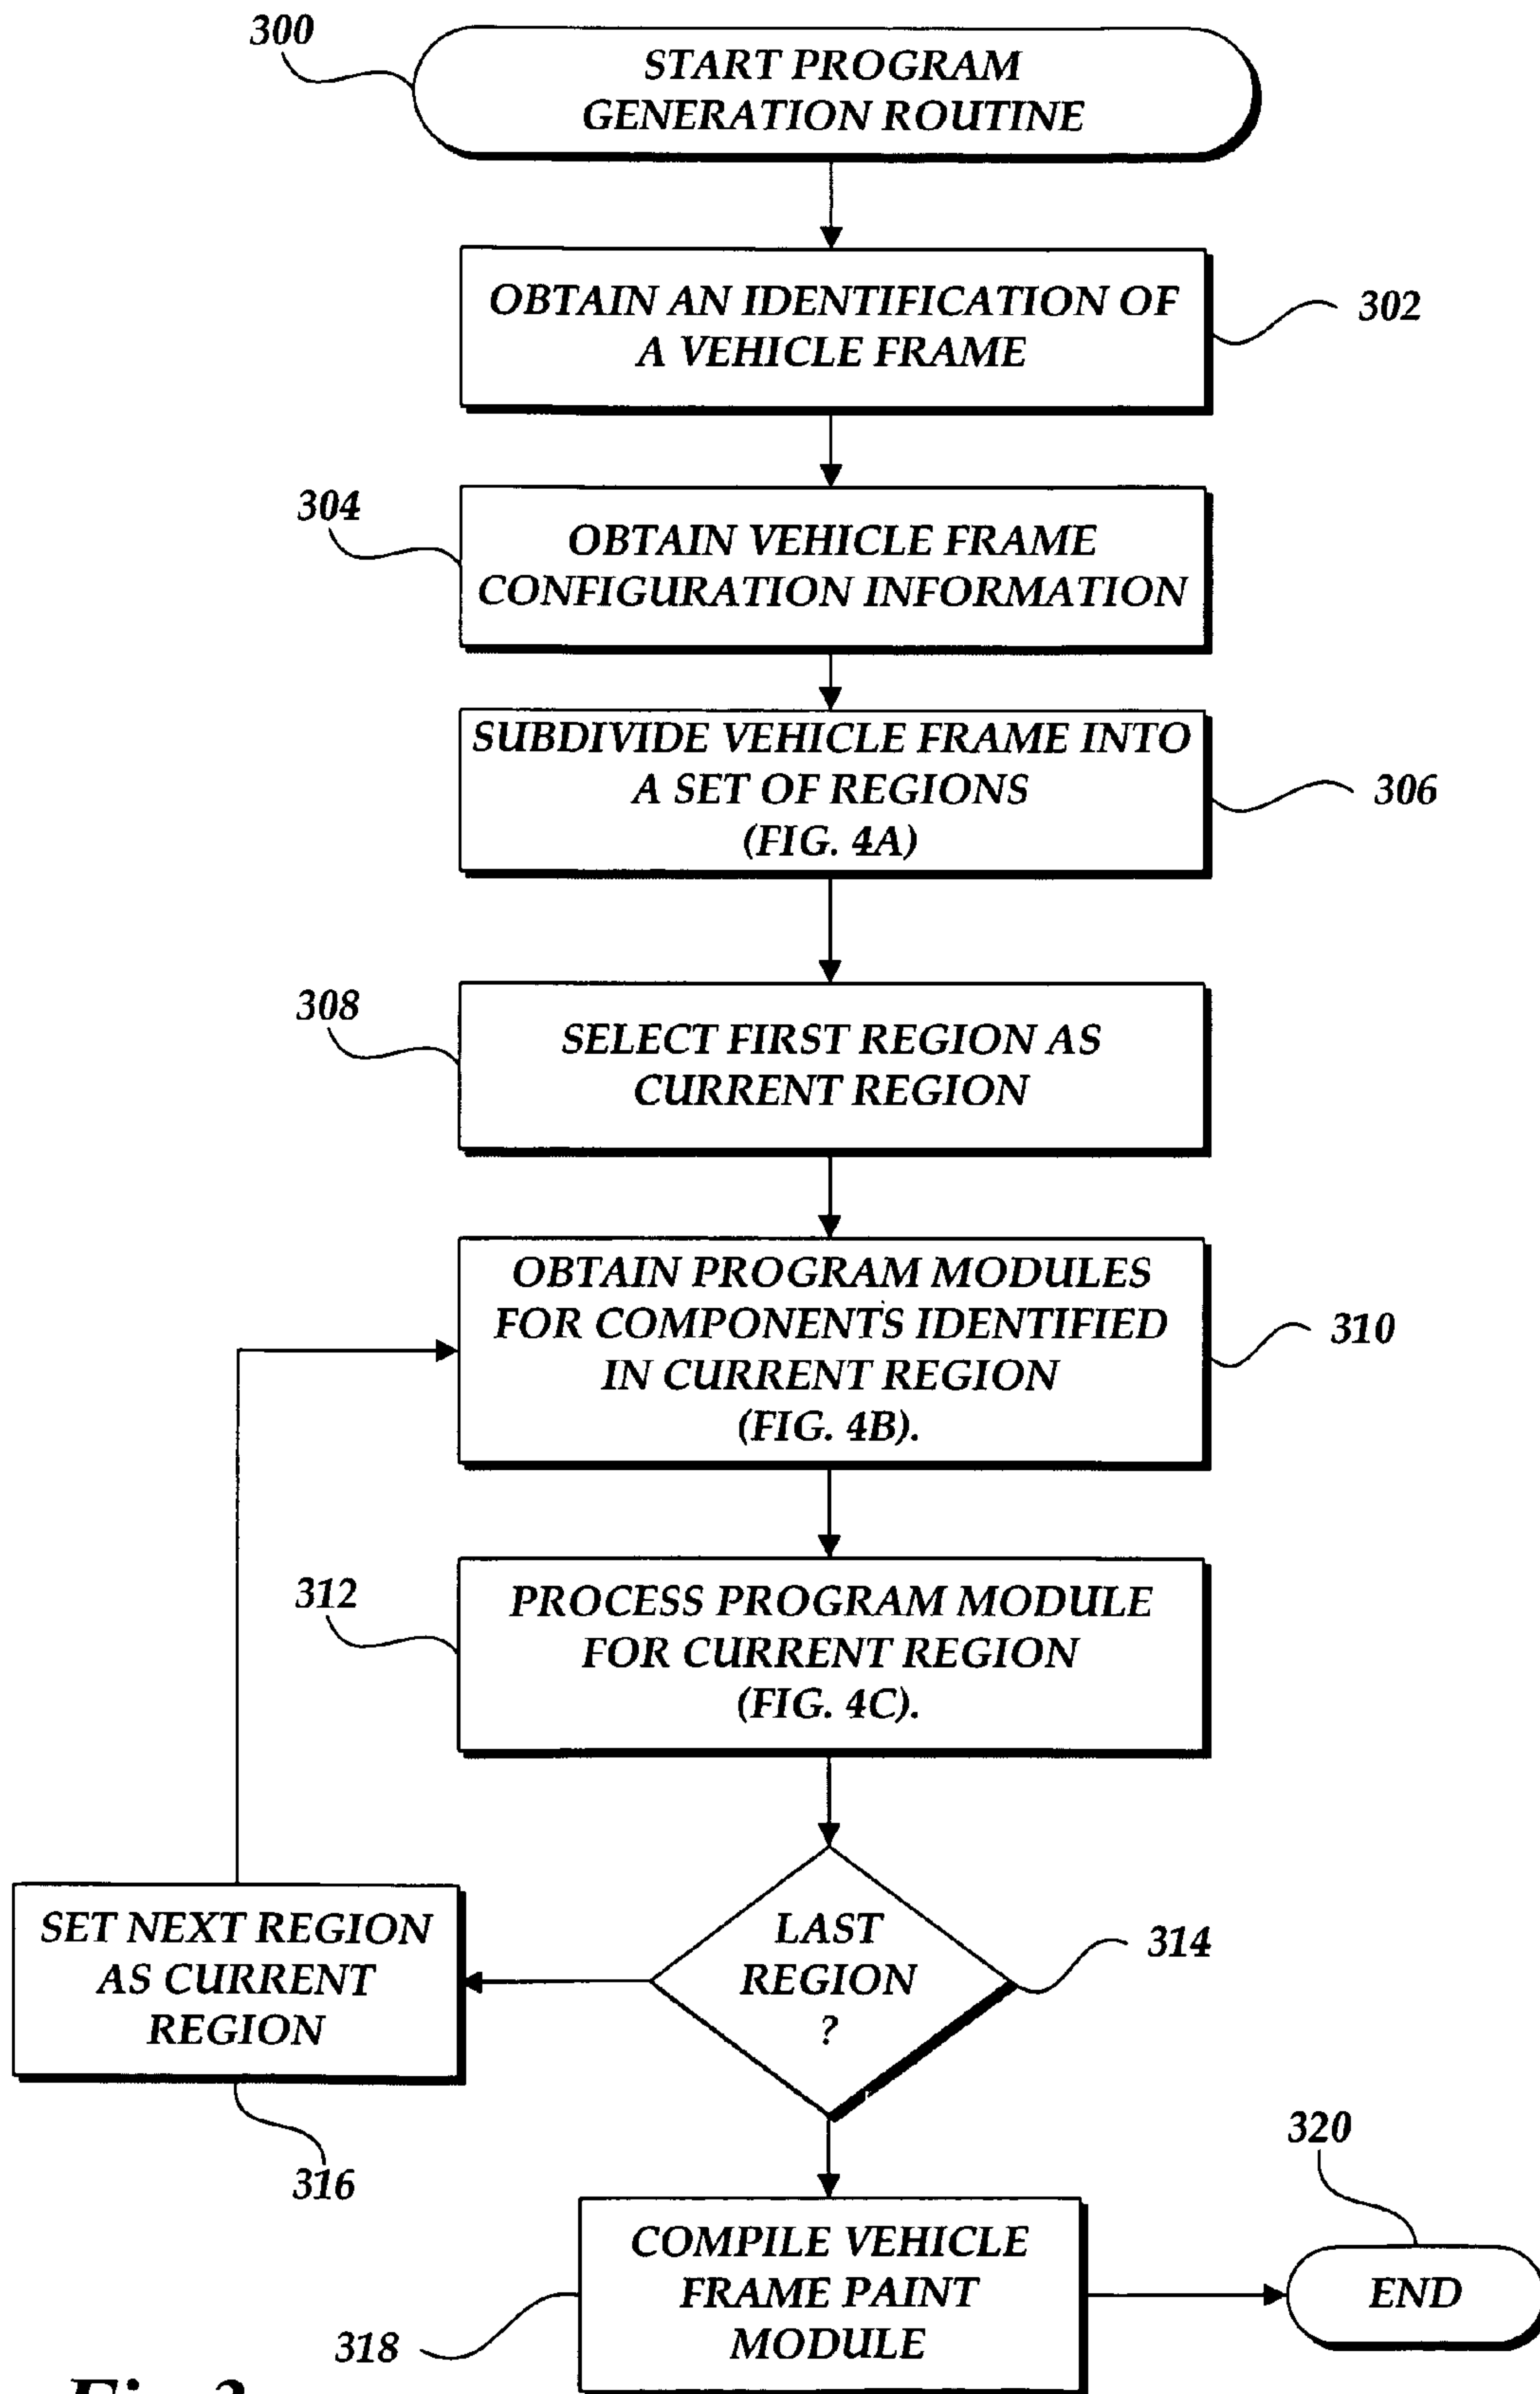 300
START PROGRAM
GENERATION ROUTINE
OBTAIN AN IDENTIFICATION OF
A VEHICLE FRAME
302
304
OBTAIN VEHICLE FRAME
CONFIGURATION INFORMATION
SUBDIVIDE VEHICLE FRAME INTO
A SET OF REGIONS
(FIG. 4A)
306
308
SELECT FIRST REGION AS
CURRENT REGION
OBTAIN PROGRAM MODULES
FOR COMPONENTS IDENTIFIED
IN CURRENT REGION
(FIG. 4B).
310
312
PROCESS PROGRAM MODULE
FOR CURRENT REGION
(FIG. 4C).
SET NEXT REGION
AS CURRENT
REGION
316
LAST
REGION
?
314
318
COMPILE VEHICLE
FRAME PAINT
MODULE
320
END